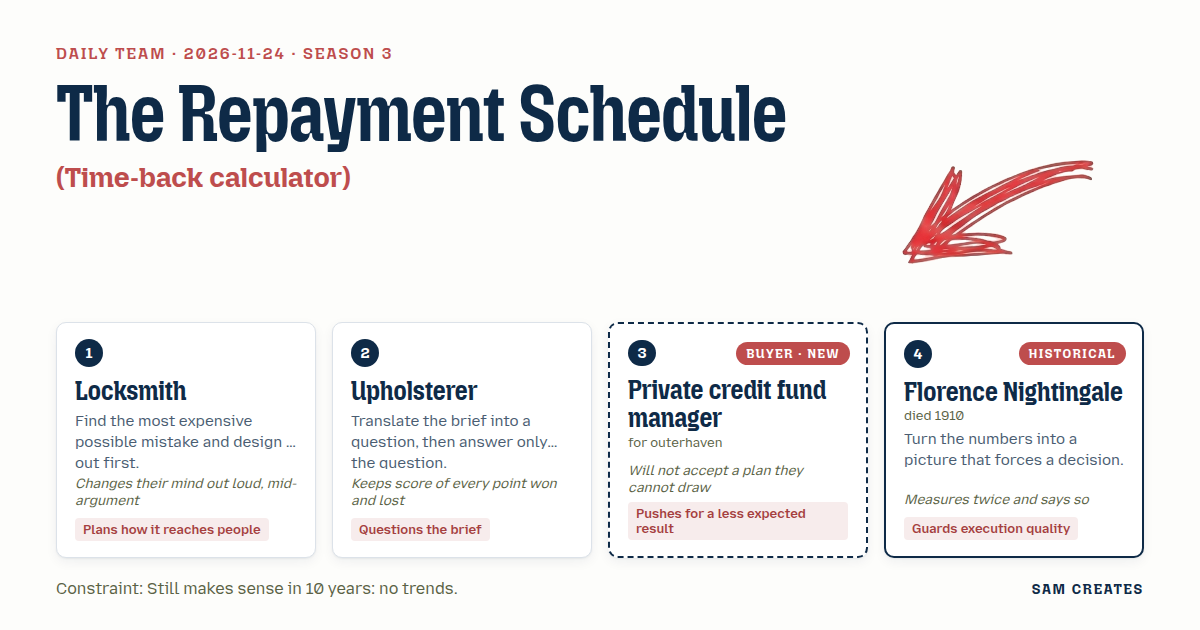 DAILY TEAM · 2026-11-24 · SEASON 3
The Repayment Schedule
(Time-back calculator)
1
Locksmith
Find the most expensive
possible mistake and design ...
out first.
Changes their mind out loud, mid-
argument
Plans how it reaches people
2
Upholsterer
Translate the brief into a
question, then answer only...
the question.
Keeps score of every point won
and lost
Questions the brief
3
BUYER · NEW
Private credit fund
manager
for outerhaven
Will not accept a plan they
cannot draw
Pushes for a less expected
result
4
HISTORICAL
Florence Nightingale
died 1910
Turn the numbers into a
picture that forces a decision.
Measures twice and says so
Guards execution quality
Constraint: Still makes sense in 10 years: no trends.
SAM CREATES